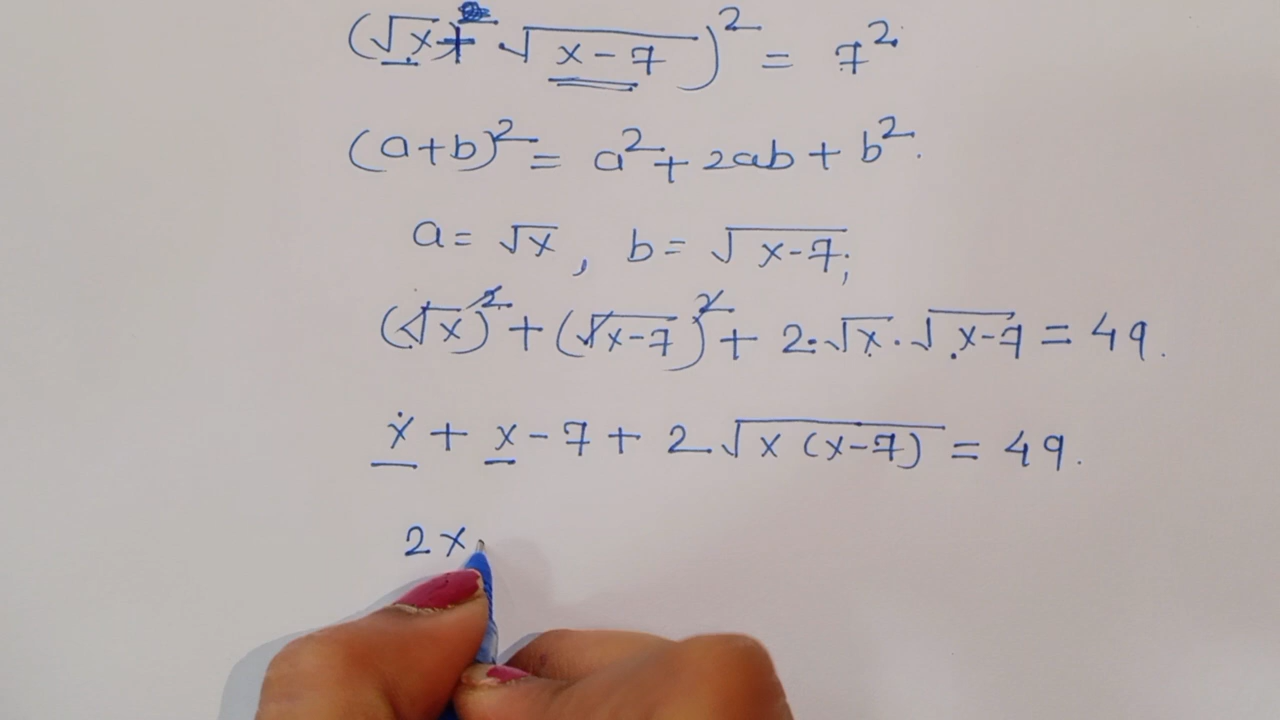 (√x + √x-7)² = 7²
(a+b)² = a² + 2ab + b².
a = √x, b = √x-7;
(√x)² + (√x-7)² + 2·√x·√x-7 = 49.
x + x - 7 + 2√x(x-7) = 49.
2x